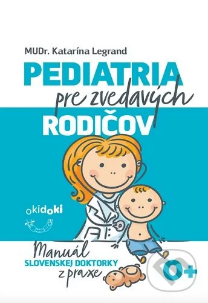 MUDr. Katarína Legrand
PEDIATRIA
pre zvedavých
RODIČOV
okidoki
Manuál
SLOVENSKEJ DOKTORKY
z praxe
0+